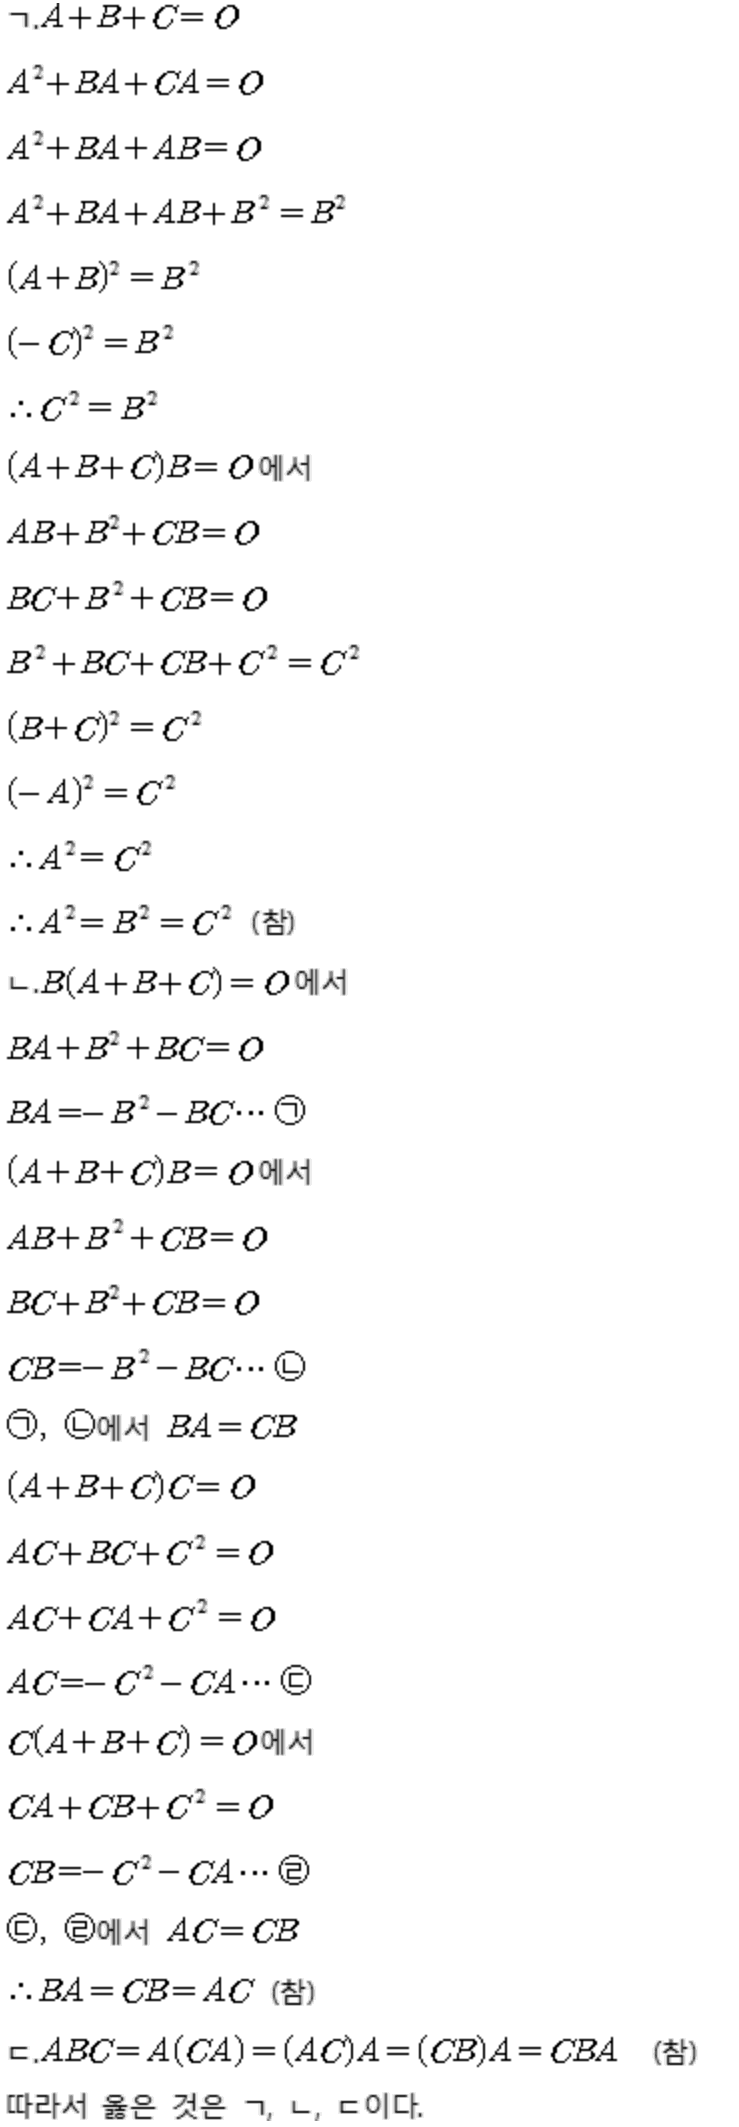 ㄱ.A+B+C=O
A²+BA+CA=O
A²+BA+AB=O
A²+BA+AB+B²=B²
(A+B)²=B²
(-C)²=B²
∴C²=B²
(A+B+C)B=O에서
AB+B²+CB=O
BC+B²+CB=O
B²+BC+CB+C²=C²
(B+C)²=C²
(-A)²=C²
∴A²=C²
∴A²=B²=C² (참)
ㄴ.B(A+B+C)=O에서
BA+B²+BC=O
BA=-B²-BC⋯ ㉠
(A+B+C)B=O에서
AB+B²+CB=O
BC+B²+CB=O
CB=-B²-BC⋯ ㉡
㉠, ㉡에서 BA=CB
(A+B+C)C=O
AC+BC+C²=O
AC+CA+C²=O
AC=-C²-CA⋯ ㉢
C(A+B+C)=O에서
CA+CB+C²=O
CB=-C²-CA⋯ ㉣
㉢, ㉣에서 AC=CB
∴BA=CB=AC (참)
ㄷ.ABC=A(CA)=(AC)A=(CB)A=CBA (참)
따라서 옳은 것은 ㄱ, ㄴ, ㄷ이다.